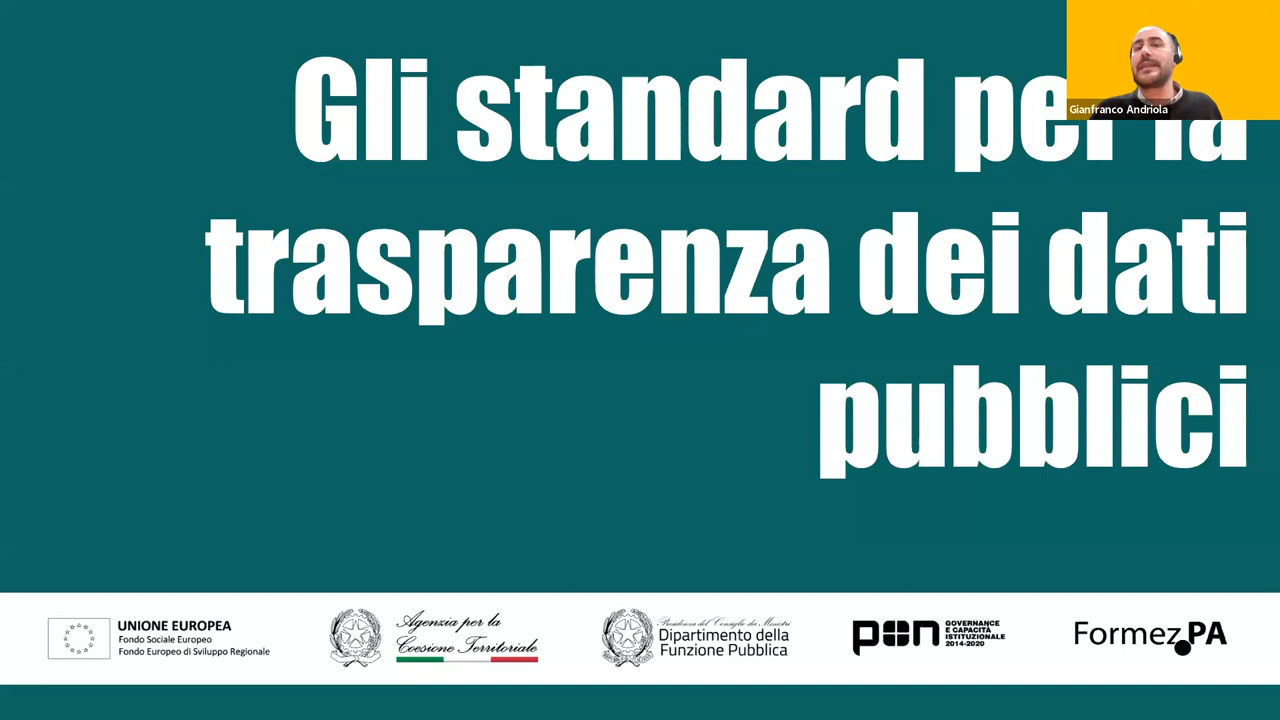 Gli standard per la
trasparenza dei dati
pubblici
Gianfranco Andriola
UNIONE EUROPEA
Fondo Sociale Europeo
Fondo Europeo di Sviluppo Regionale
Agenzia per la
Coesione Territoriale
Presidenza del Consiglio dei Ministri
Dipartimento della
Funzione Pubblica
pon
GOVERNANCE
E CAPACITÀ
ISTITUZIONALE
2014-2020
Formez.PA